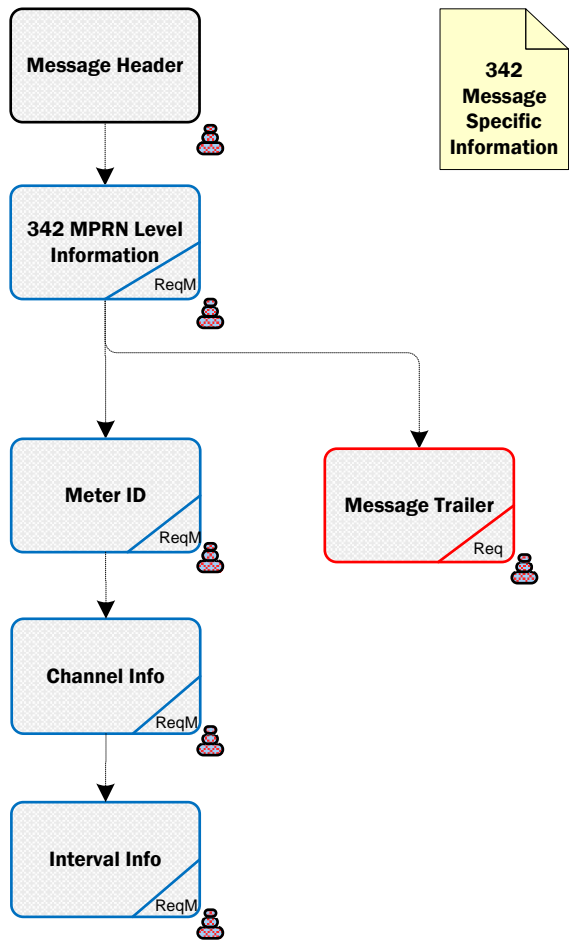 Message Header
342
Message
Specific
Information
342 MPRN Level
Information
ReqM
Meter ID
ReqM
Message Trailer
Req
Channel Info
ReqM
Interval Info
ReqM